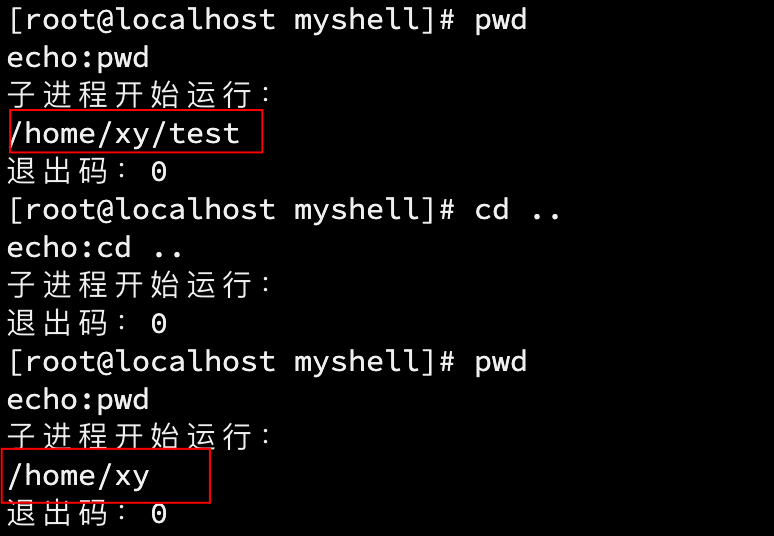 [root@localhost myshell]# pwd
echo:pwd
子进程开始运行：
/home/xy/test
退出码： 0
[root@localhost myshell]# cd ..
echo:cd ..
子进程开始运行：
退出码： 0
[root@localhost myshell]# pwd
echo:pwd
子进程开始运行：
/home/xy
退出码： 0